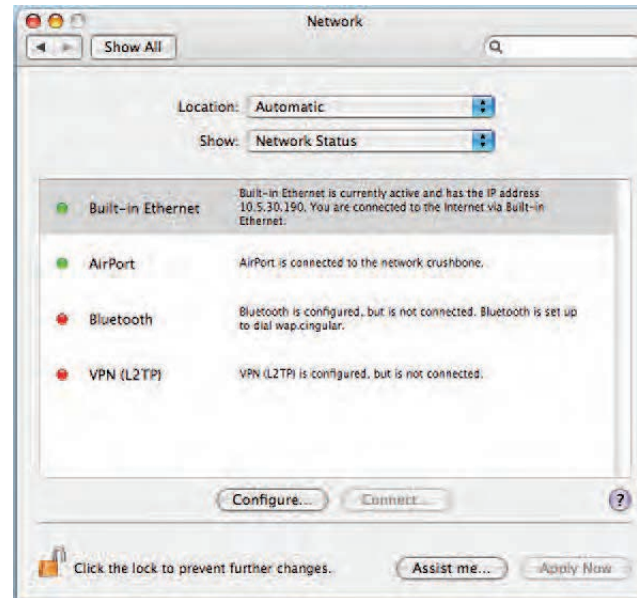 Network
Show All
Location: Automatic
Show: Network Status
Built-in Ethernet
Built-in Ethernet is currently active and has the IP address
10.5.30.190. You are connected to the Internet via Built-in
Ethernet.
AirPort
AirPort is connected to the network crushbone.
Bluetooth
Bluetooth is configured, but is not connected. Bluetooth is set up
to dial wap.cingular.
VPN (L2TP)
VPN (L2TP) is configured, but is not connected.
Configure... Connect... ?
Click the lock to prevent further changes. Assist me... Apply Now